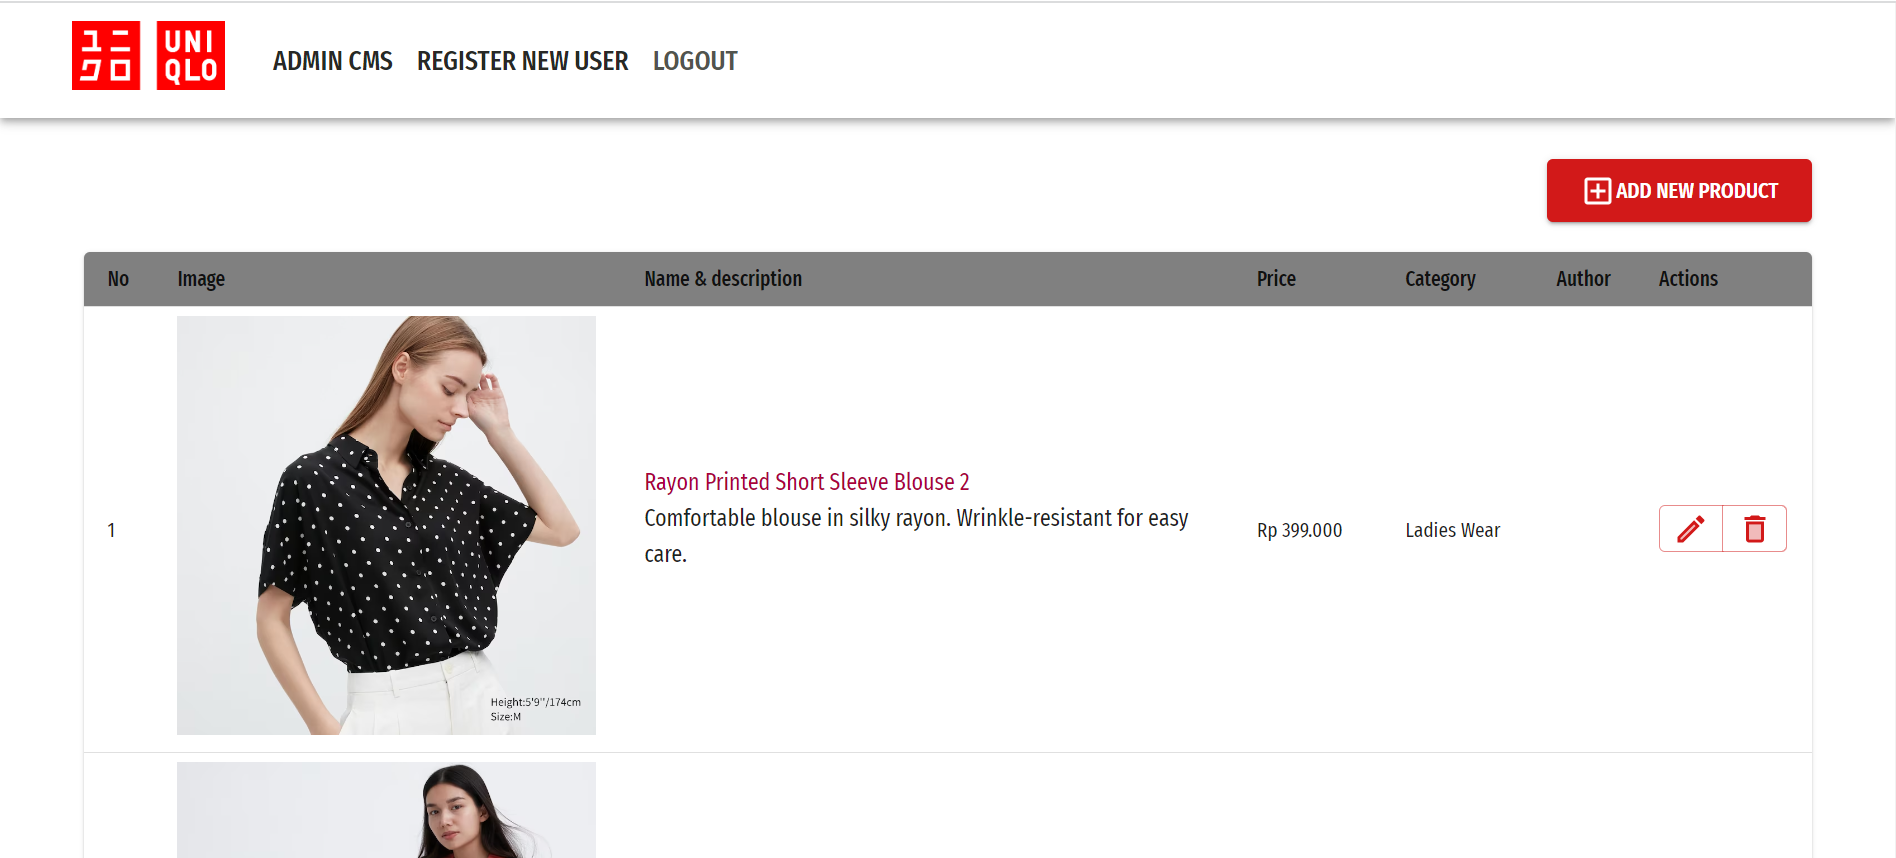 ユニ UNI
クロ QLO
ADMIN CMS REGISTER NEW USER LOGOUT
ADD NEW PRODUCT
No Image Name & description Price Category Author Actions
Rayon Printed Short Sleeve Blouse 2
Comfortable blouse in silky rayon. Wrinkle-resistant for easy
care.
1 Rp 399.000 Ladies Wear
Height:5'9''/174cm
Size:M